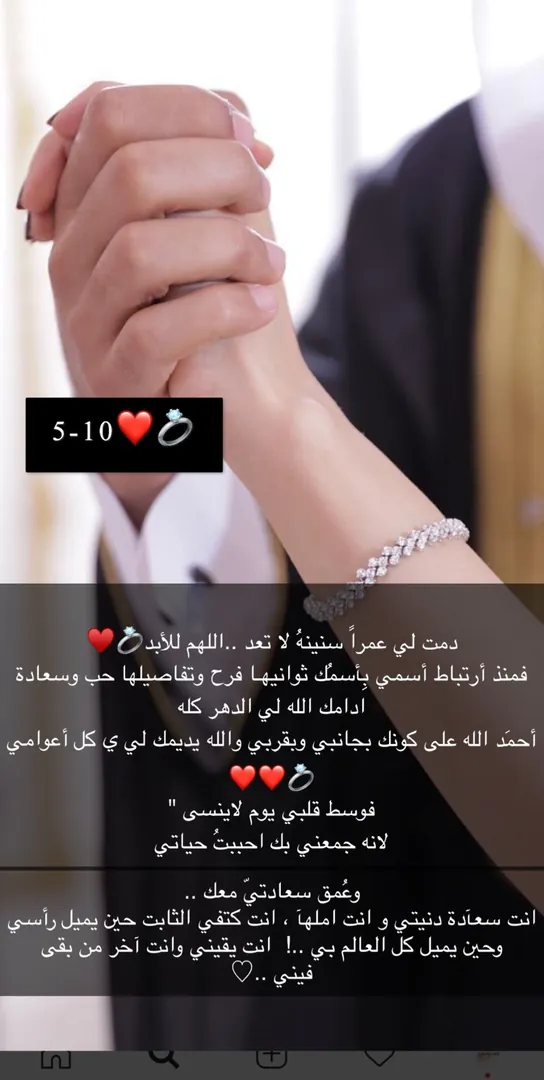 5-10❤️💍
دمت لي عمراً سنينهُ لا تعد ..اللهم للأبد💍❤️
فمنذ أرتباط أسمي بِأسمُك ثوانيهـا فرح وتفاصيلها حب وسعادة
ادامك الله لي الدهر كله
أحمَد الله على كونك بجانبي وبقربي والله يديمك لي ي كل أعوامي
💍❤️❤️
فوسط قلبي يوم لاينسى "
لانه جمعني بك احببتُ حياتي
وعُمق سعادتيّ معك ..
انت سعآدة دنيتي و انت املهآ ، انت كتفي الثابت حين يميل رأسي
وحين يميل كل العالم بي ..! انت يقيني وانت آخر من بقى
فيني ..♡